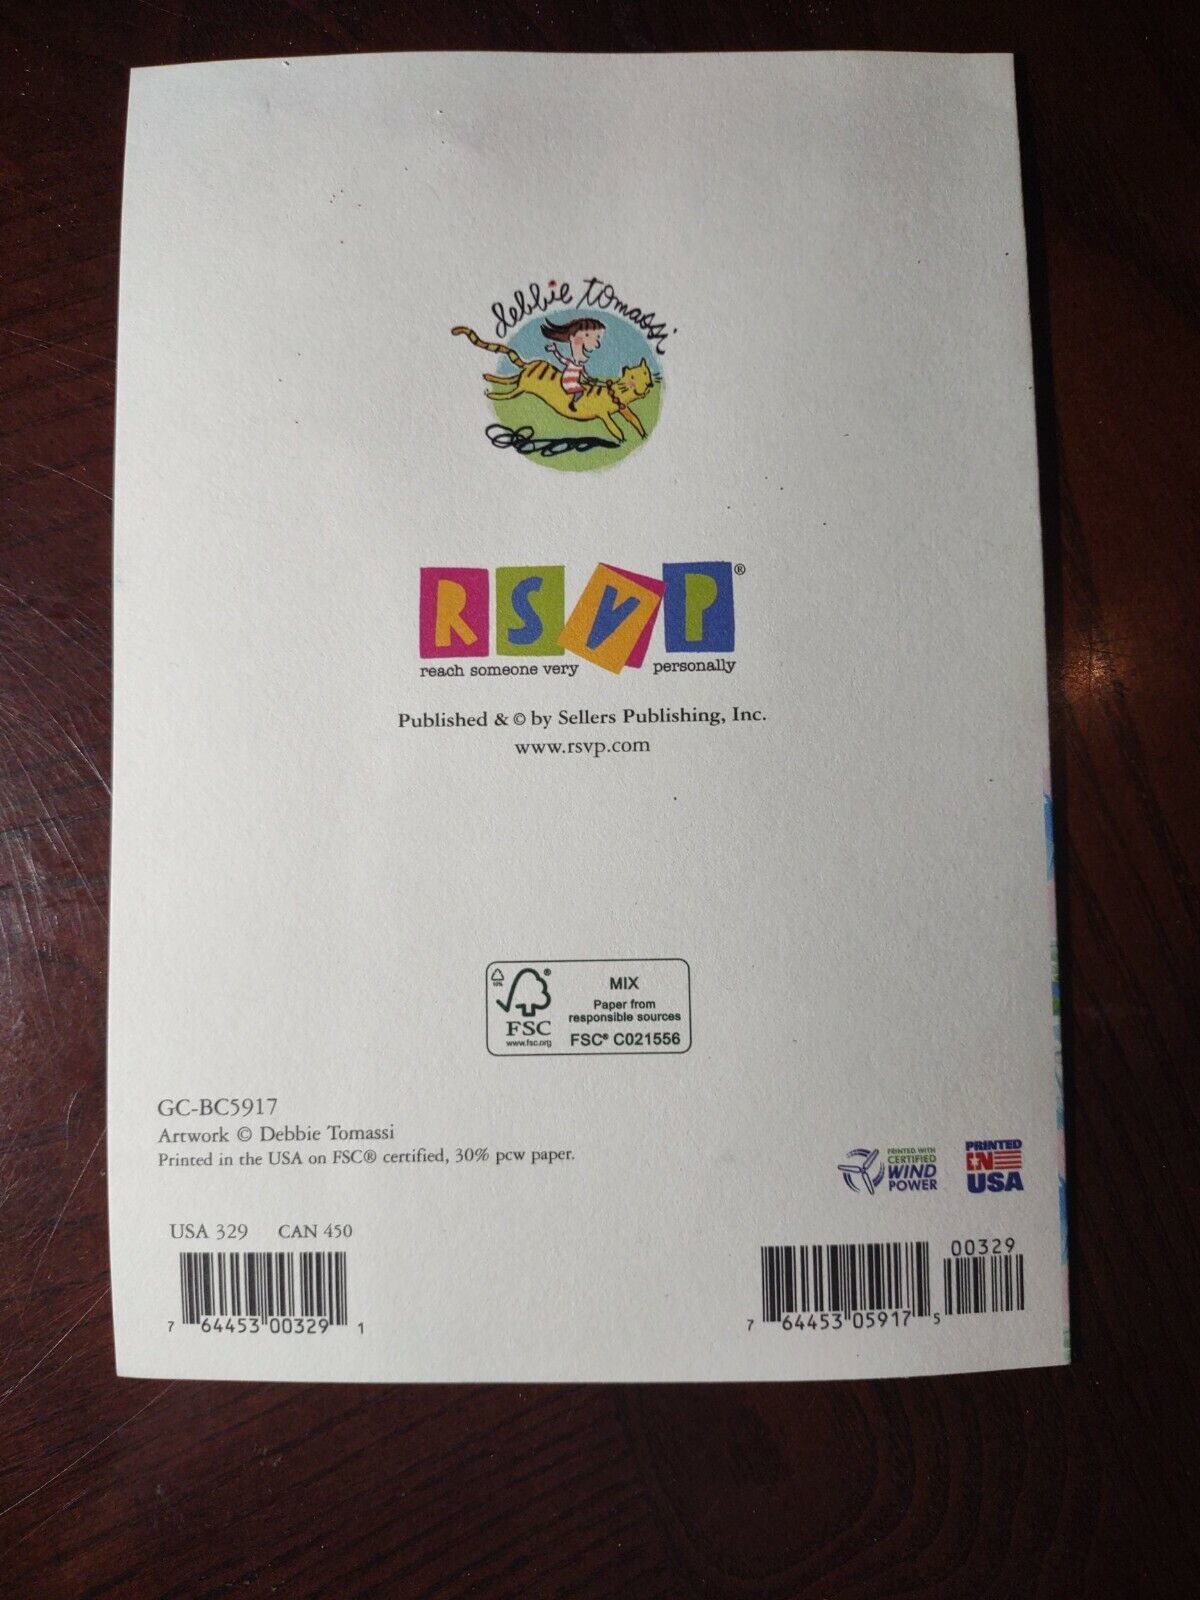 debbie tomassi
RSVP®
reach someone very personally
Published & © by Sellers Publishing, Inc.
www.rsvp.com
10%
®
FSC
www.fsc.org
MIX
Paper from
responsible sources
FSC® C021556
GC-BC5917
Artwork © Debbie Tomassi
Printed in the USA on FSC® certified, 30% pcw paper.
PRINTED WITH
CERTIFIED
WIND
POWER
PRINTED
IN
USA
USA 329 CAN 450
7 64453 00329 1
00329
7 64453 05917 5